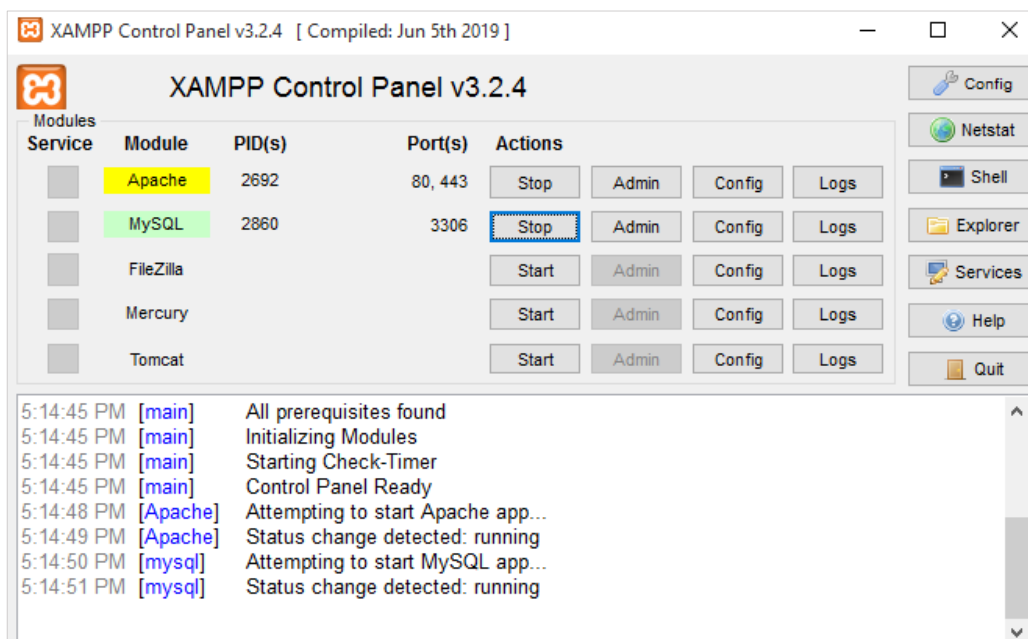 XAMPP Control Panel v3.2.4 [ Compiled: Jun 5th 2019 ]
XAMPP Control Panel v3.2.4
Config
Modules
Service Module PID(s) Port(s) Actions
Netstat
Apache 2692 80, 443 Stop Admin Config Logs
Shell
MySQL 2860 3306 Stop Admin Config Logs
Explorer
FileZilla Start Admin Config Logs
Services
Mercury Start Admin Config Logs
Help
Tomcat Start Admin Config Logs
Quit
5:14:45 PM [main] All prerequisites found
5:14:45 PM [main] Initializing Modules
5:14:45 PM [main] Starting Check-Timer
5:14:45 PM [main] Control Panel Ready
5:14:48 PM [Apache] Attempting to start Apache app...
5:14:49 PM [Apache] Status change detected: running
5:14:50 PM [mysql] Attempting to start MySQL app...
5:14:51 PM [mysql] Status change detected: running